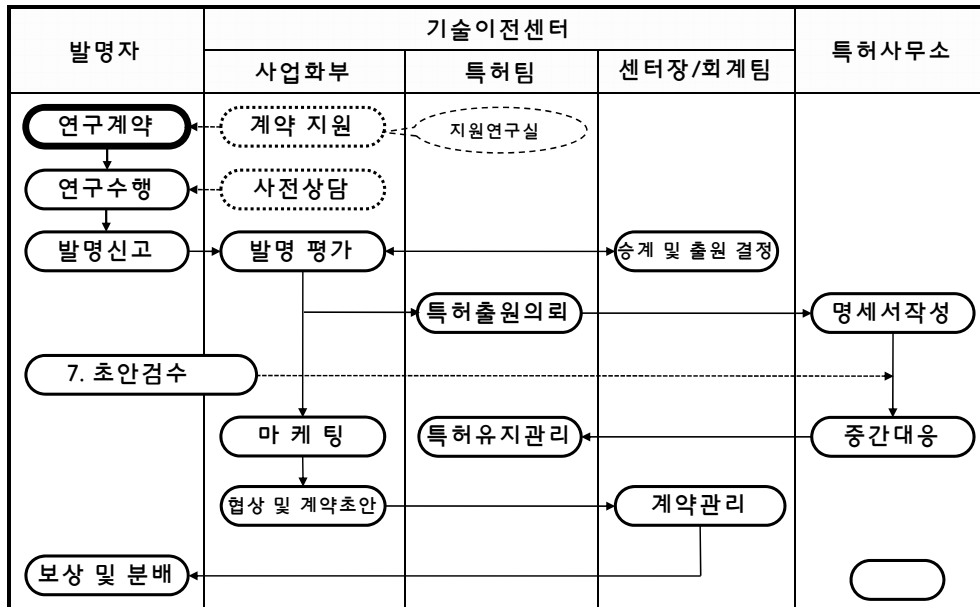 발명자
기술이전센터
특허사무소
사업화부
특허팀
센터장/회계팀
연구계약
계약 지원
지원연구실
연구수행
사전상담
발명신고
발명 평가
승계 및 출원 결정
특허출원의뢰
명세서작성
7. 초안검수
마 케 팅
특허유지관리
중간대응
협상 및 계약초안
계약관리
보상 및 분배